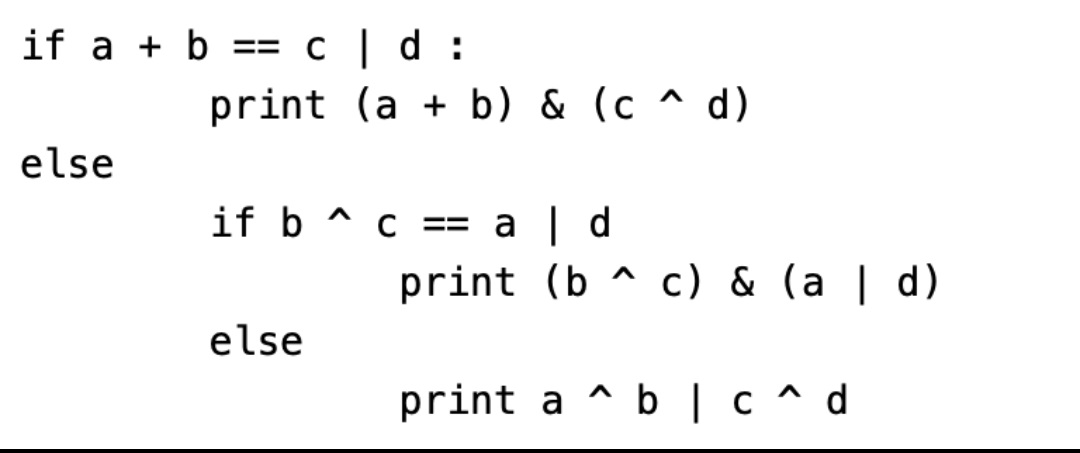 if a + b == c | d :
print (a + b) & (c ^ d)
else
if b ^ c == a | d
print (b ^ c) & (a | d)
else
print a ^ b | c ^ d